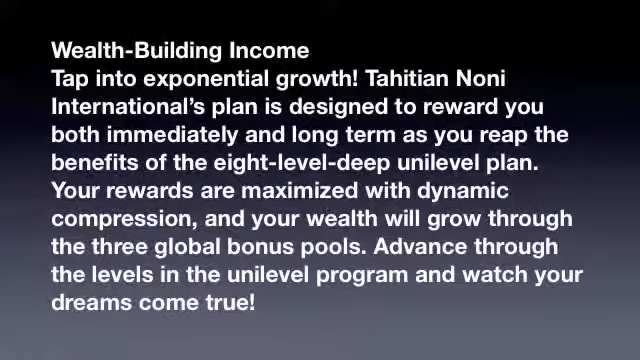 Wealth-Building Income
Tap into exponential growth! Tahitian Noni
International’s plan is designed to reward you
both immediately and long term as you reap the
benefits of the eight-level-deep unilevel plan.
Your rewards are maximized with dynamic
compression, and your wealth will grow through
the three global bonus pools. Advance through
the levels in the unilevel program and watch your
dreams come true!